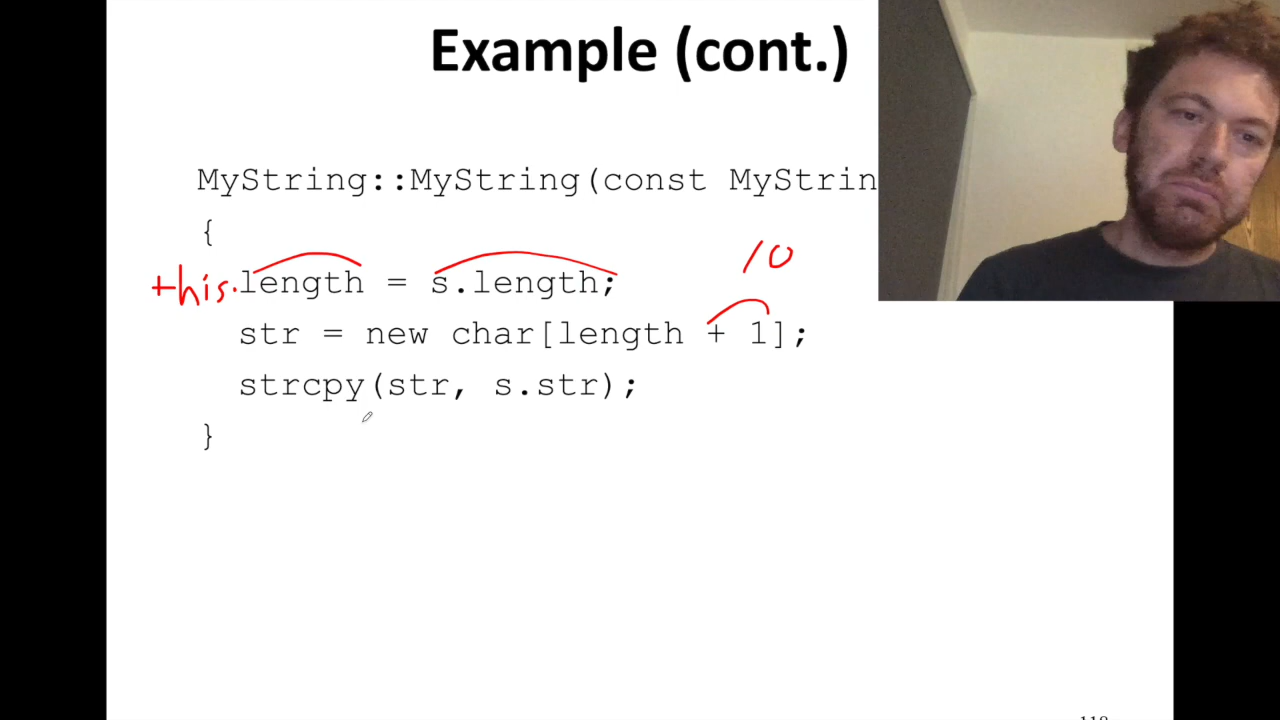 Example (cont.)
MyString::MyString(const MyStrin
{
this.length = s.length;
10
str = new char[length + 1];
strcpy(str, s.str);
}